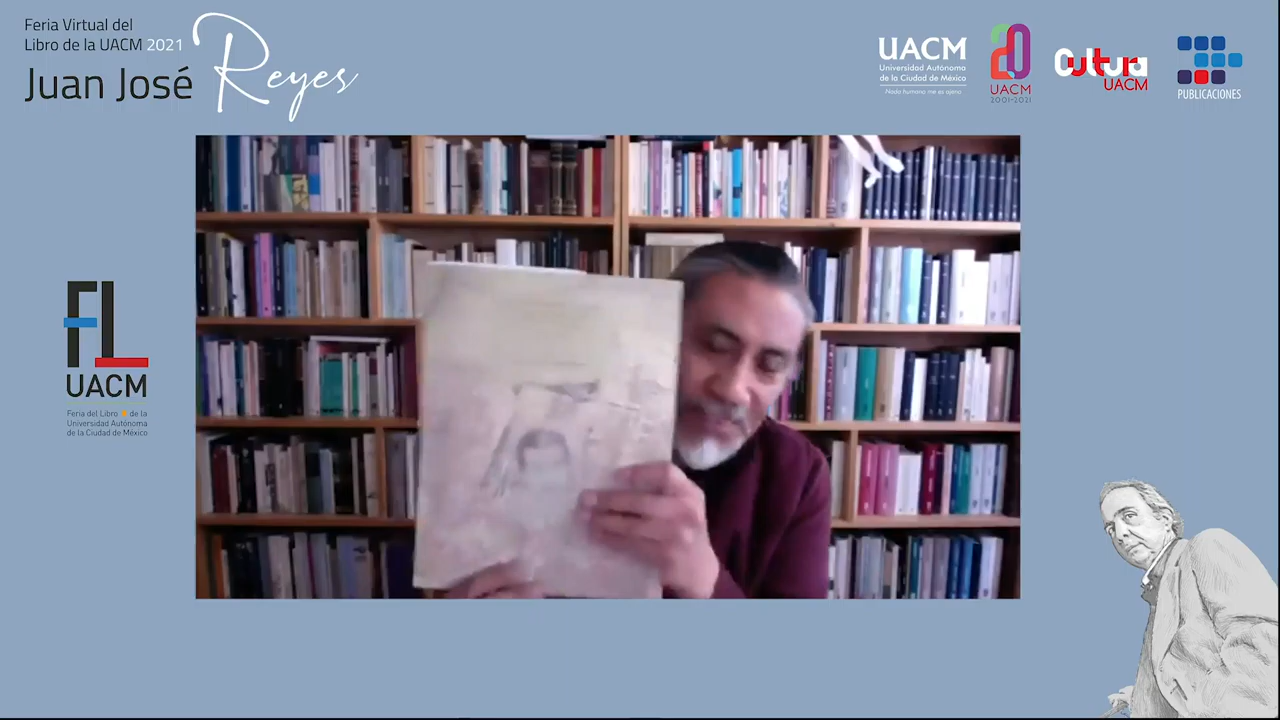 Feria Virtual del
Libro de la UACM 2021
Juan José Reyes
UACM
Universidad Autónoma
de la Ciudad de México
Nada humano me es ajeno
20
UACM
2001-2021
Cultura
UACM
PUBLICACIONES
FL
UACM
Feria del Libro de la
Universidad Autónoma
de la Ciudad de México